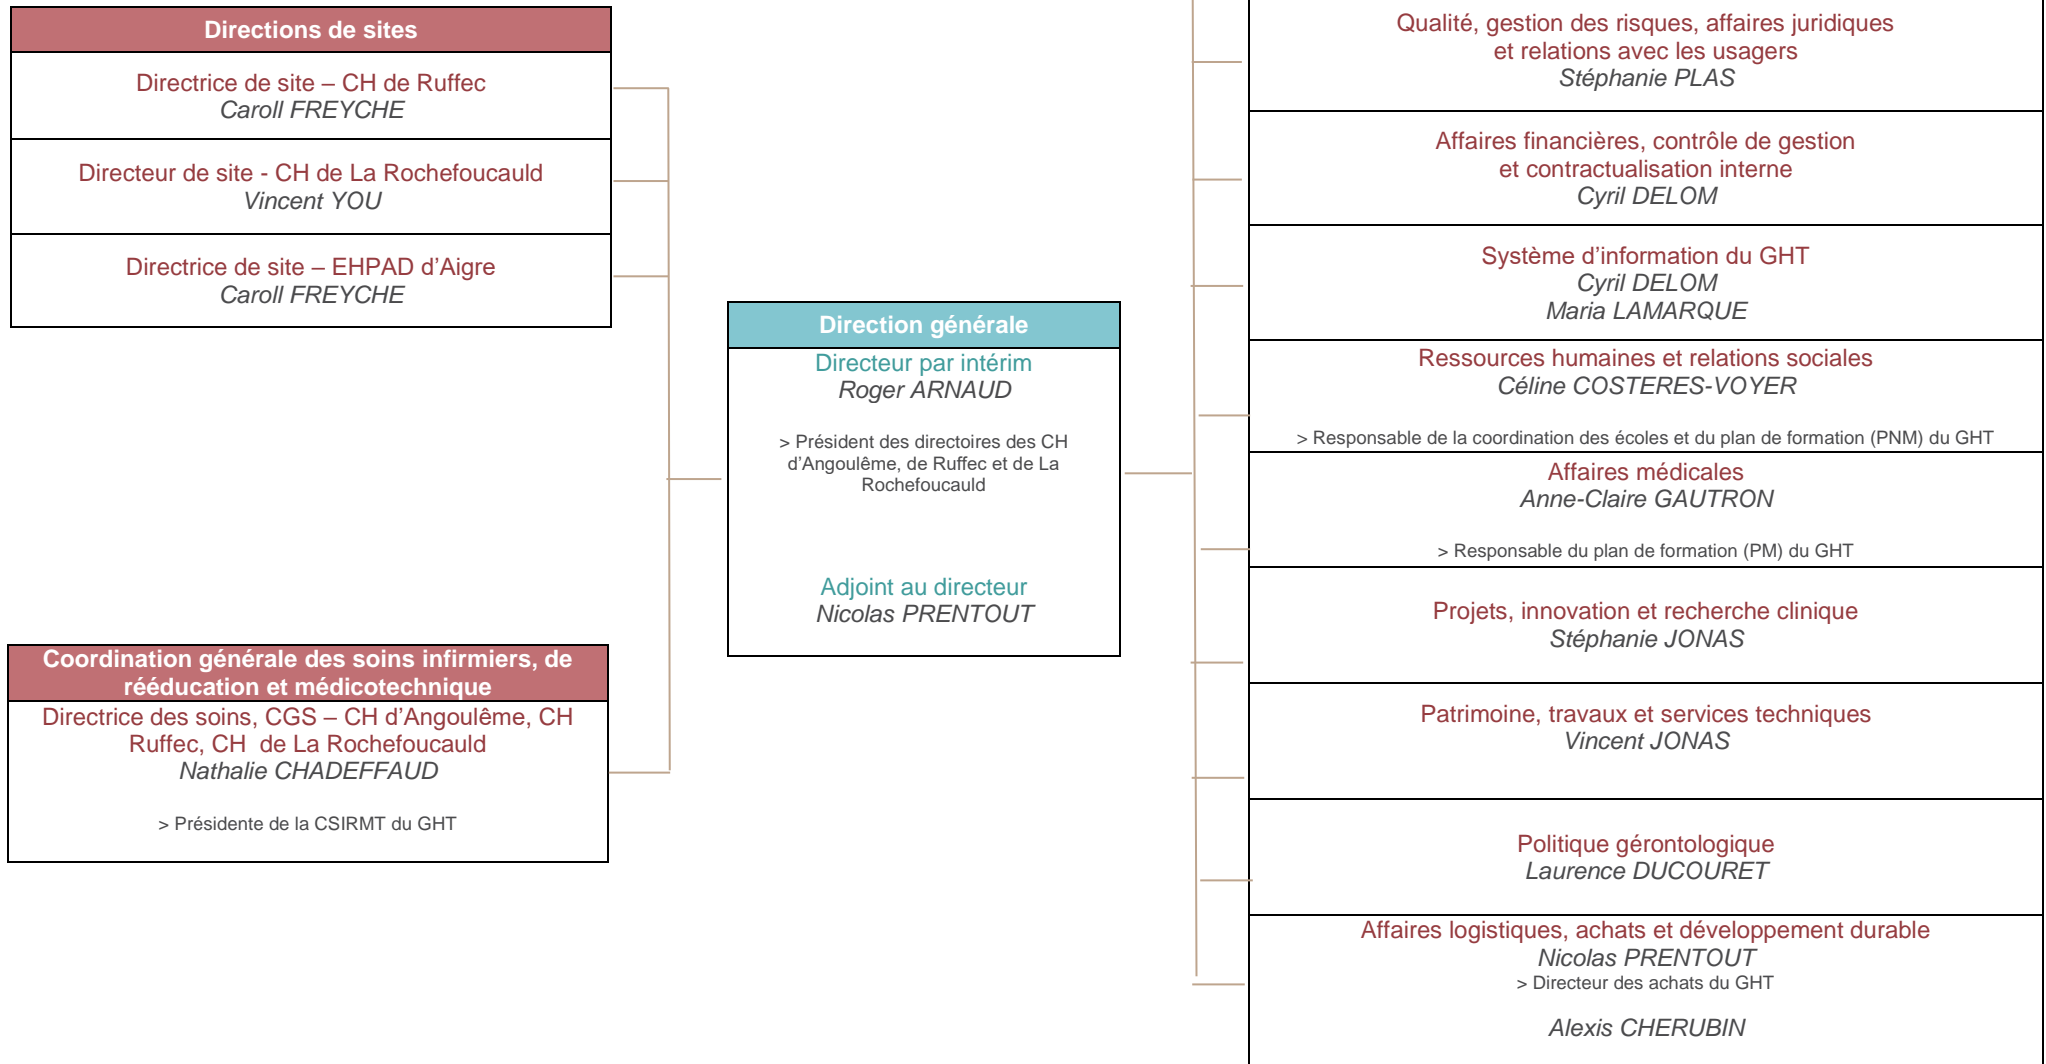 Directions de sites
Directrice de site – CH de Ruffec
Caroll FREYCHE
Directeur de site - CH de La Rochefoucauld
Vincent YOU
Directrice de site – EHPAD d’Aigre
Caroll FREYCHE
Coordination générale des soins infirmiers, de
rééducation et médicotechnique
Directrice des soins, CGS – CH d’Angoulême, CH
Ruffec, CH de La Rochefoucauld
Nathalie CHADEFFAUD
> Présidente de la CSIRMT du GHT
Direction générale
Directeur par intérim
Roger ARNAUD
> Président des directoires des CH
d’Angoulême, de Ruffec et de La
Rochefoucauld
Adjoint au directeur
Nicolas PRENTOUT
Qualité, gestion des risques, affaires juridiques
et relations avec les usagers
Stéphanie PLAS
Affaires financières, contrôle de gestion
et contractualisation interne
Cyril DELOM
Système d’information du GHT
Cyril DELOM
Maria LAMARQUE
Ressources humaines et relations sociales
Céline COSTERES-VOYER
> Responsable de la coordination des écoles et du plan de formation (PNM) du GHT
Affaires médicales
Anne-Claire GAUTRON
> Responsable du plan de formation (PM) du GHT
Projets, innovation et recherche clinique
Stéphanie JONAS
Patrimoine, travaux et services techniques
Vincent JONAS
Politique gérontologique
Laurence DUCOURET
Affaires logistiques, achats et développement durable
Nicolas PRENTOUT
> Directeur des achats du GHT
Alexis CHERUBIN